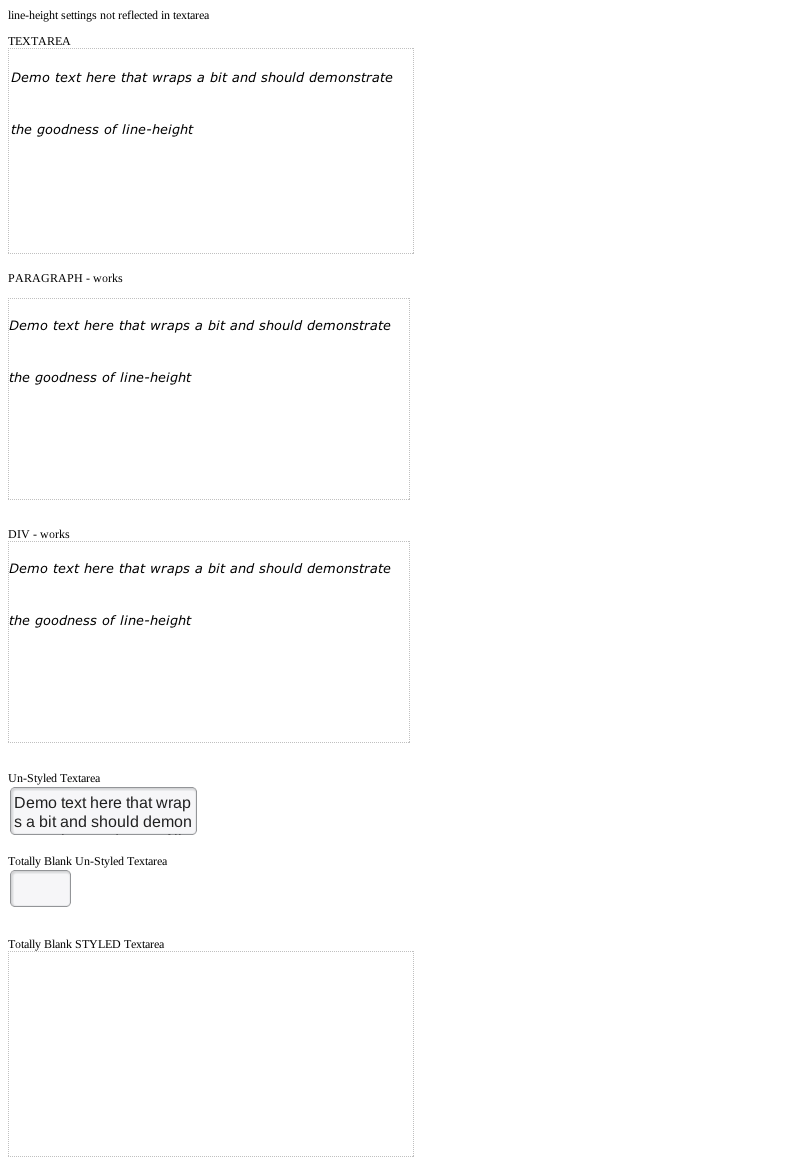 line-height settings not reflected in textarea
TEXTAREA
Demo text here that wraps a bit and should demonstrate
the goodness of line-height
PARAGRAPH - works
Demo text here that wraps a bit and should demonstrate
the goodness of line-height
DIV - works
Demo text here that wraps a bit and should demonstrate
the goodness of line-height
Un-Styled Textarea
Demo text here that wrap
s a bit and should demon
Totally Blank Un-Styled Textarea
Totally Blank STYLED Textarea